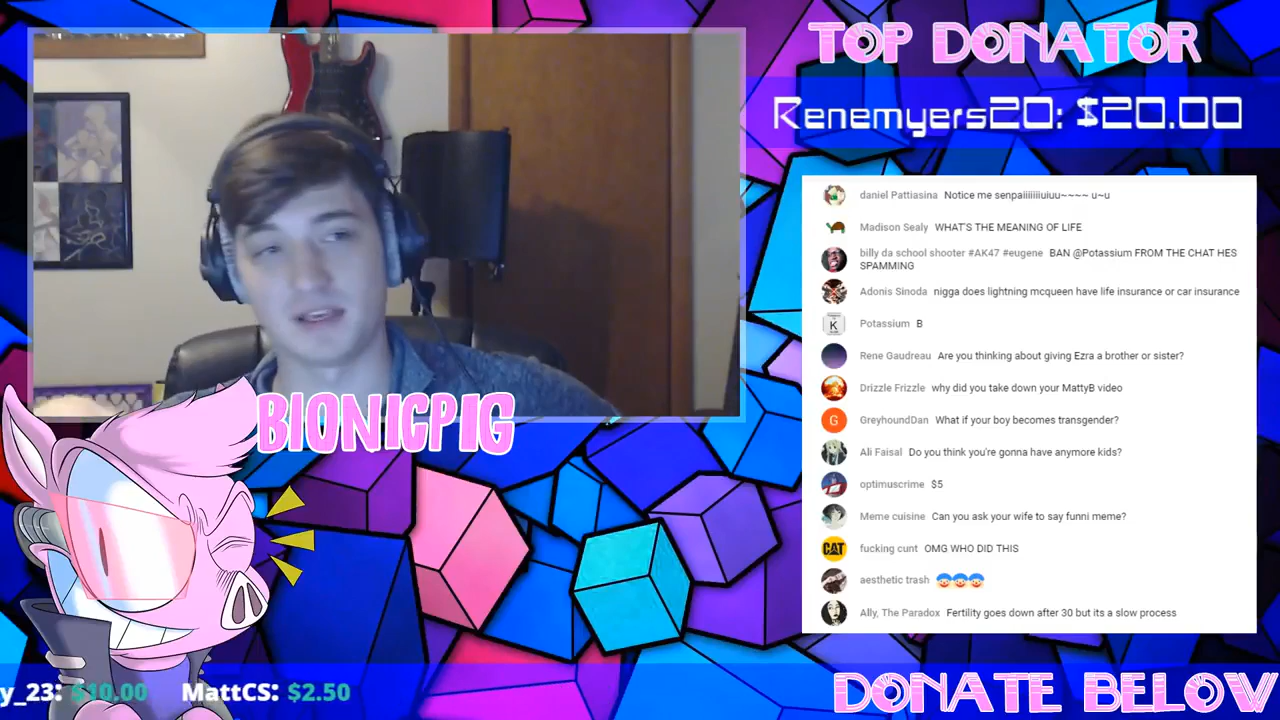 TOP DONATOR
Renemyers20: $20.00
daniel Pattiasina Notice me senpaiiiiiiiuiuu~~~~ u~u
Madison Sealy WHAT'S THE MEANING OF LIFE
billy da school shooter #AK47 #eugene BAN @Potassium FROM THE CHAT HES
SPAMMING
Adonis Sinoda nigga does lightning mcqueen have life insurance or car insurance
K
Potassium B
Rene Gaudreau Are you thinking about giving Ezra a brother or sister?
Drizzle Frizzle why did you take down your MattyB video
G
GreyhoundDan What if your boy becomes transgender?
Ali Faisal Do you think you're gonna have anymore kids?
optimuscrime $5
Meme cuisine Can you ask your wife to say funni meme?
CAT
fucking cunt OMG WHO DID THIS
aesthetic trash
Ally, The Paradox Fertility goes down after 30 but its a slow process
BIONICPIG
y_23: $10.00 MattCS: $2.50
DONATE BELOW